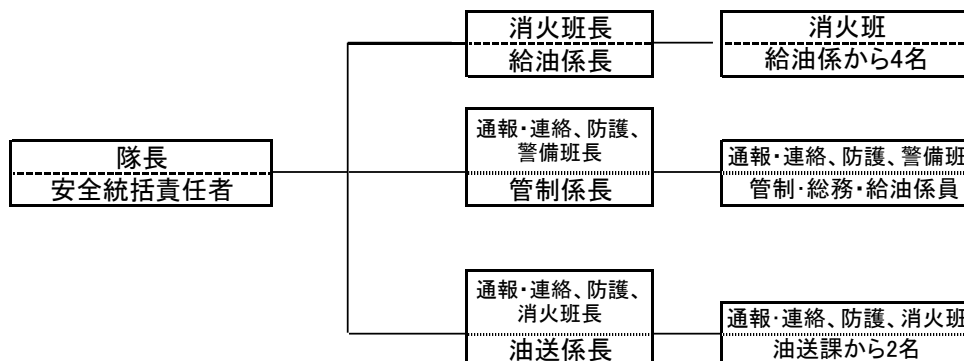 消火班長
給油係長
消火班
給油係から4名
通報・連絡、防護、
警備班長
管制係長
通報・連絡、防護、警備班
管制・総務・給油係員
隊長
安全統括責任者
通報・連絡、防護、
消火班長
油送係長
通報・連絡、防護、消火班
油送課から2名